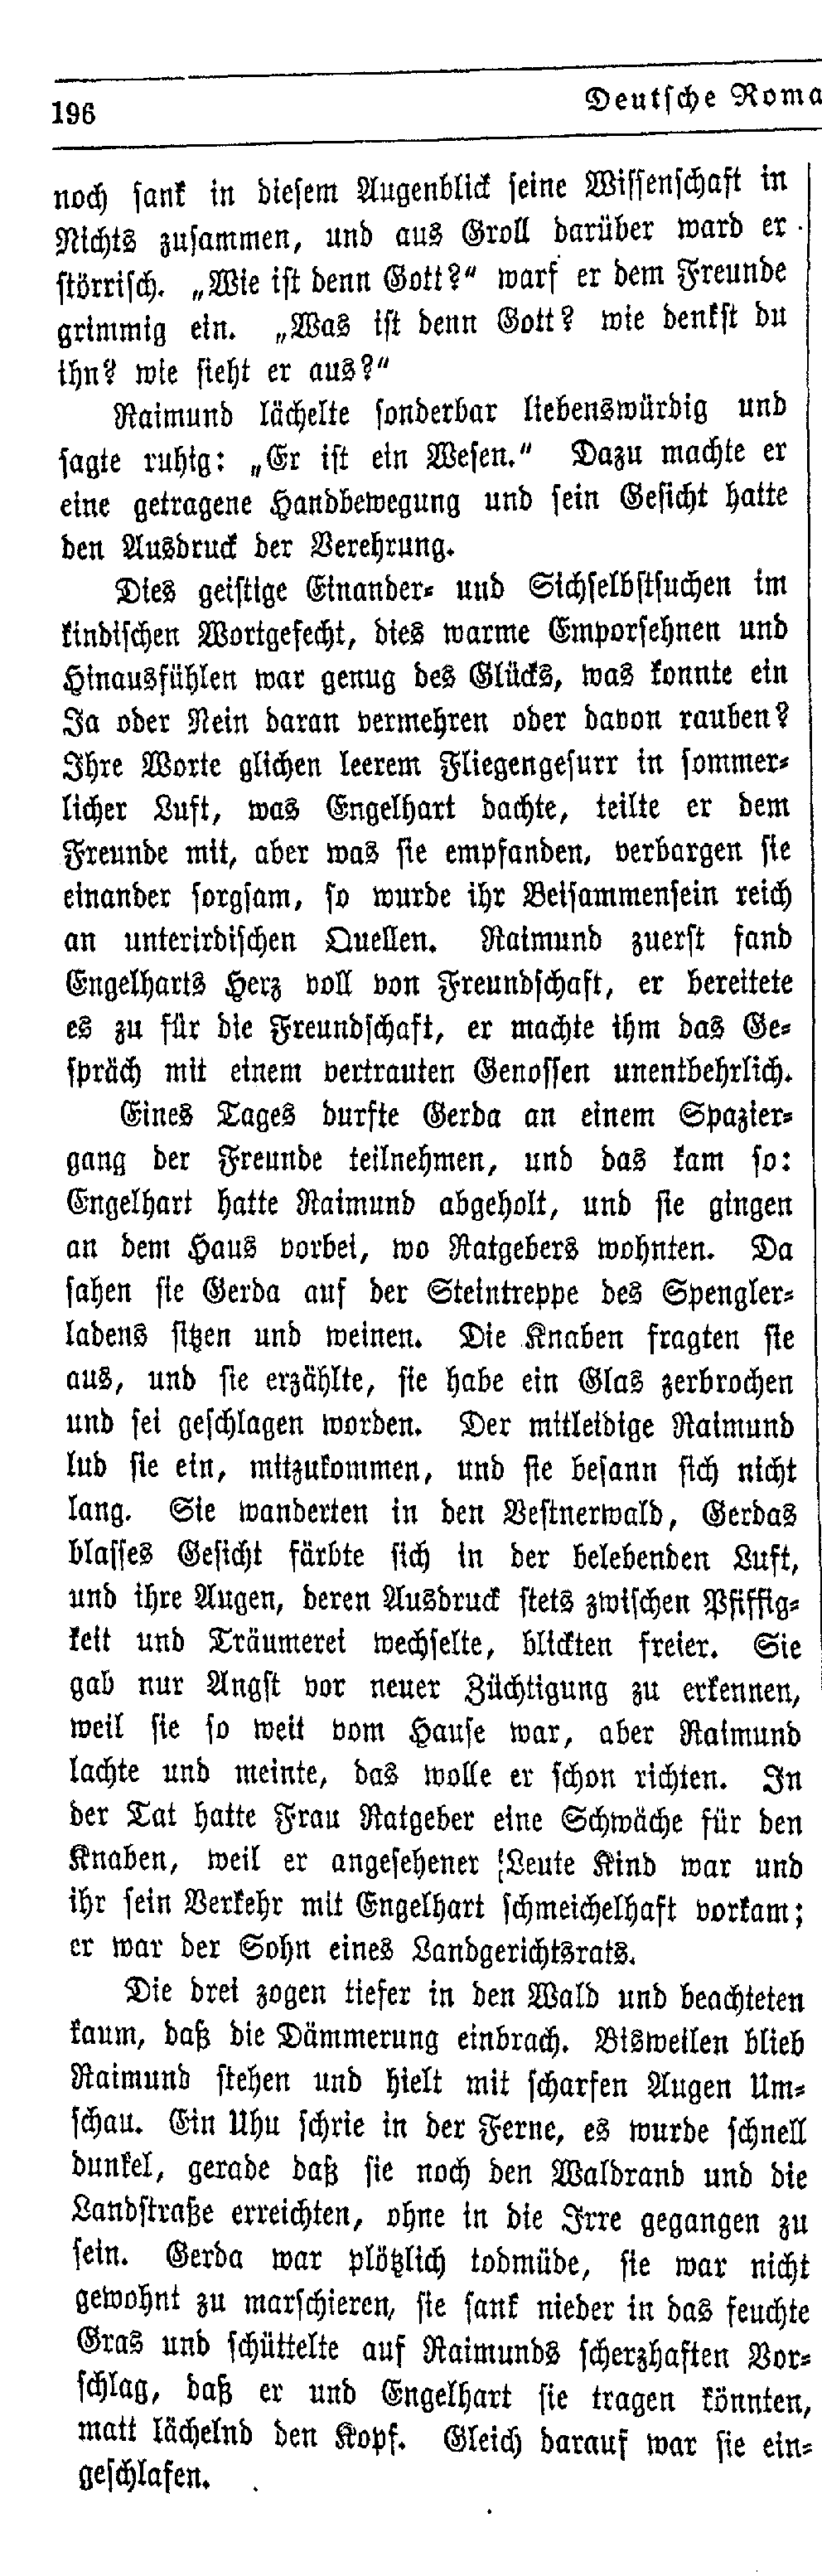 196
Deutsche Roma
noch sank in diesem Augenblick seine Wissenschaft in
Nichts zusammen, und aus Groll darüber ward er
störrisch. „Wie ist denn Gott?“ warf er dem Freunde
grimmig ein. „Was ist denn Gott? wie denkst du
ihn? wie sieht er aus?“
Raimund lächelte sonderbar liebenswürdig und
sagte ruhig: „Er ist ein Wesen.“ Dazu machte er
eine getragene Handbewegung und sein Gesicht hatte
den Ausdruck der Verehrung.
Dies geistige Einander- und Sichselbstsuchen im
kindischen Wortgefecht, dies warme Emporsehnen und
Hinausfühlen war genug des Glücks, was konnte ein
Ja oder Nein daran vermehren oder davon rauben?
Ihre Worte glichen leerem Fliegengesurr in sommer-
licher Luft, was Engelhart dachte, teilte er dem
Freunde mit, aber was sie empfanden, verbargen sie
einander sorgsam, so wurde ihr Beisammensein reich
an unterirdischen Quellen. Raimund zuerst fand
Engelharts Herz voll von Freundschaft, er bereitete
es zu für die Freundschaft, er machte ihm das Ge-
spräch mit einem vertrauten Genossen unentbehrlich.
Eines Tages durfte Gerda an einem Spazier-
gang der Freunde teilnehmen, und das kam so:
Engelhart hatte Raimund abgeholt, und sie gingen
an dem Haus vorbei, wo Ratgebers wohnten. Da
sahen sie Gerda auf der Steintreppe des Spengler-
ladens sitzen und weinen. Die Knaben fragten sie
aus, und sie erzählte, sie habe ein Glas zerbrochen
und sei geschlagen worden. Der mitleidige Raimund
lud sie ein, mitzukommen, und sie besann sich nicht
lang. Sie wanderten in den Vestnerwald, Gerdas
blasses Gesicht färbte sich in der belebenden Luft,
und ihre Augen, deren Ausdruck stets zwischen Pfiffig-
keit und Träumerei wechselte, blickten freier. Sie
gab nur Angst vor neuer Züchtigung zu erkennen,
weil sie so weit vom Hause war, aber Raimund
lachte und meinte, das wolle er schon richten. In
der Tat hatte Frau Ratgeber eine Schwäche für den
Knaben, weil er angesehener Leute Kind war und
ihr sein Verkehr mit Engelhart schmeichelhaft vorkam;
er war der Sohn eines Landgerichtsrats.
Die drei zogen tiefer in den Wald und beachteten
kaum, daß die Dämmerung einbrach. Bisweilen blieb
Raimund stehen und hielt mit scharfen Augen Um-
schau. Ein Uhu schrie in der Ferne, es wurde schnell
dunkel, gerade daß sie noch den Waldrand und die
Landstraße erreichten, ohne in die Irre gegangen zu
sein. Gerda war plötzlich todmüde, sie war nicht
gewohnt zu marschieren, sie sank nieder in das feuchte
Gras und schüttelte auf Raimunds scherzhaften Vor-
schlag, daß er und Engelhart sie tragen könnten,
matt lächelnd den Kopf. Gleich darauf war sie ein-
geschlafen.